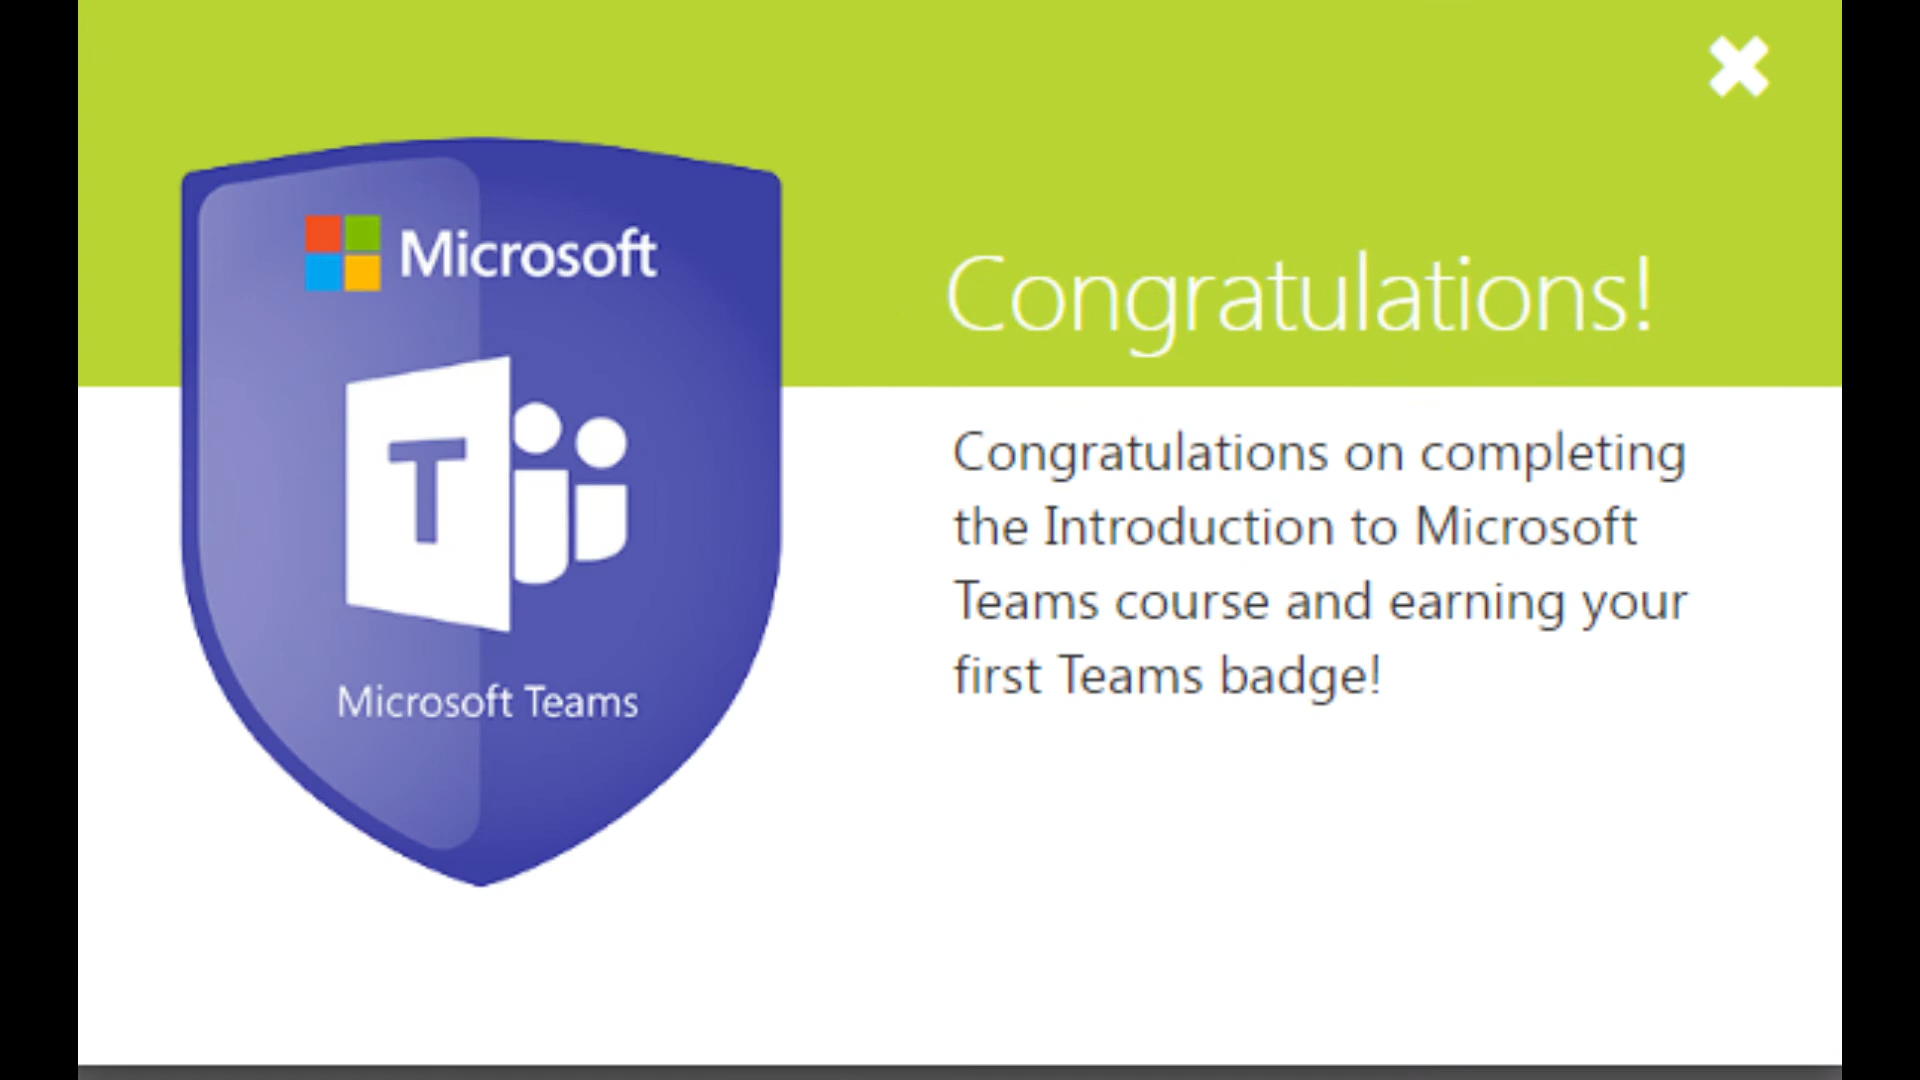 Microsoft
T
Microsoft Teams
Congratulations!
Congratulations on completing
the Introduction to Microsoft
Teams course and earning your
first Teams badge!